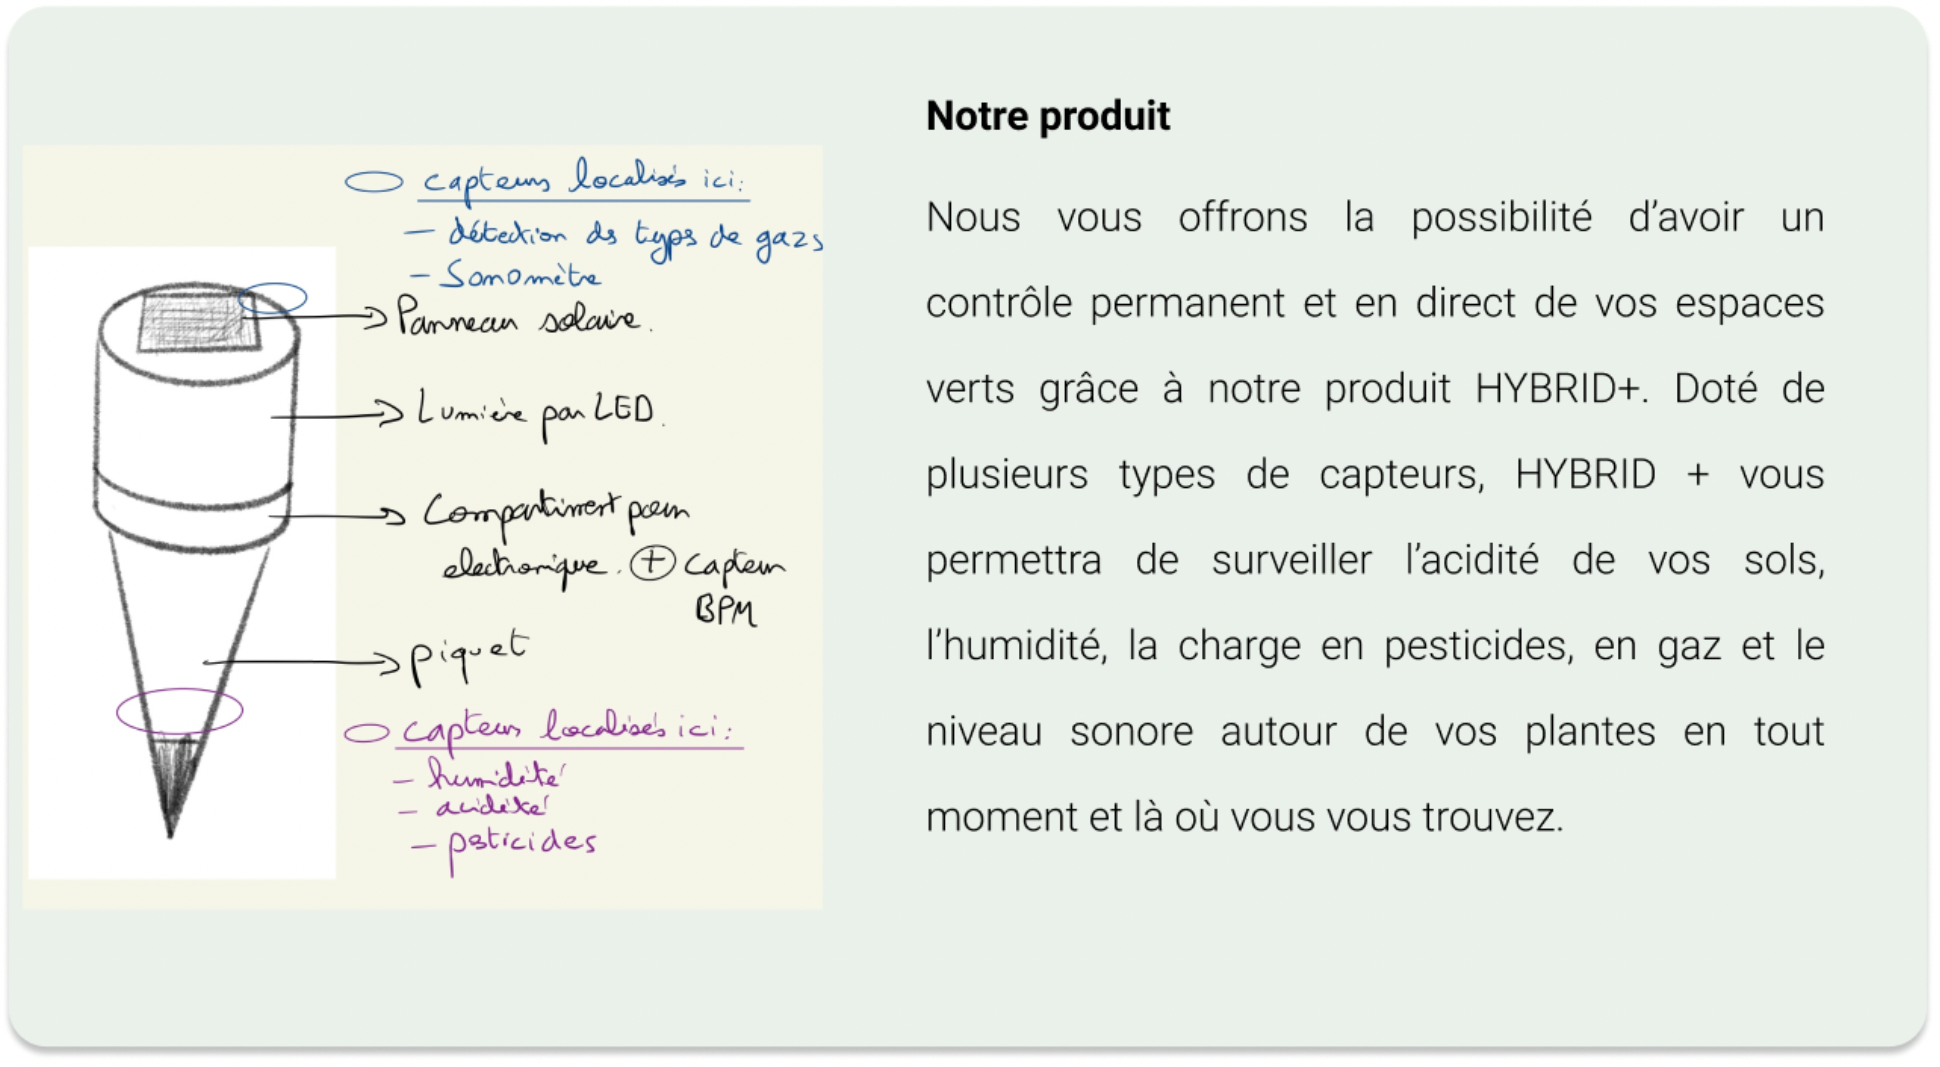 capteurs localisés ici:
– détection ds typs de gazs
– Sonomètre
Panneau solaire.
Lumière par LED.
Compartiment pour
electronique. + Capteur
BPM
piquet
capteurs localisés ici:
– humidité
– acidité
– psticides
Notre produit
Nous vous offrons la possibilité d’avoir un
contrôle permanent et en direct de vos espaces
verts grâce à notre produit HYBRID+. Doté de
plusieurs types de capteurs, HYBRID + vous
permettra de surveiller l’acidité de vos sols,
l’humidité, la charge en pesticides, en gaz et le
niveau sonore autour de vos plantes en tout
moment et là où vous vous trouvez.